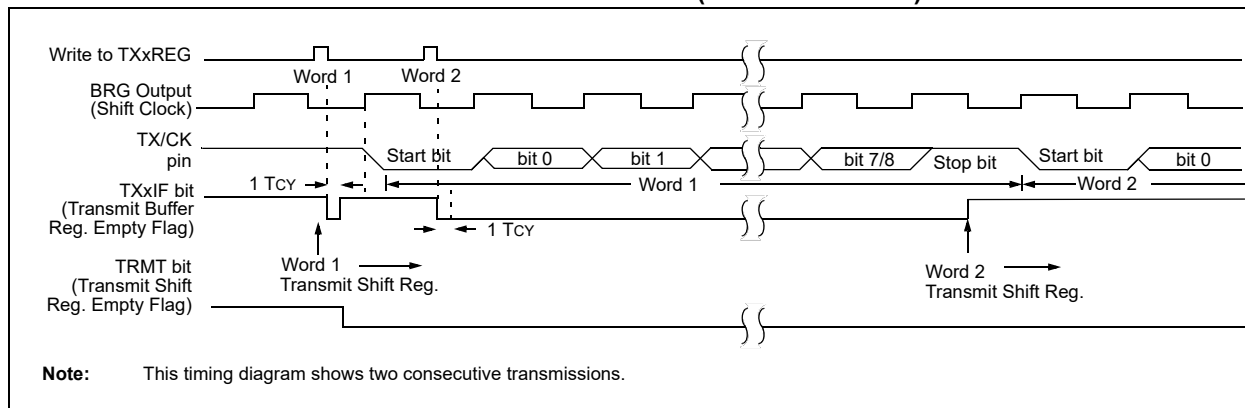 Write to TXxREG
Word 1
Word 2
BRG Output
(Shift Clock)
TX/CK
pin
Start bit
bit 0
bit 1
bit 7/8
Stop bit
Start bit
bit 0
1 TCY
Word 1
Word 2
TXxIF bit
(Transmit Buffer
Reg. Empty Flag)
1 TCY
Word 1
Transmit Shift Reg.
Word 2
Transmit Shift Reg.
TRMT bit
(Transmit Shift
Reg. Empty Flag)
Note: This timing diagram shows two consecutive transmissions.